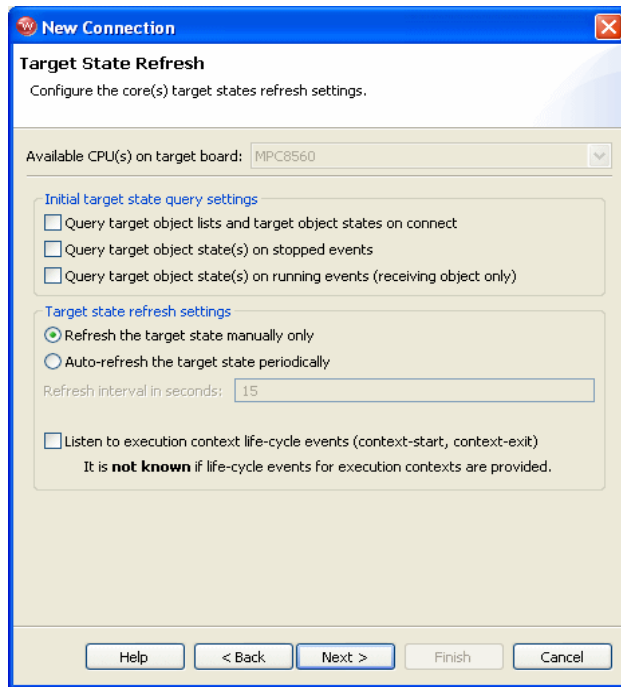 New Connection
Target State Refresh
Configure the core(s) target states refresh settings.
Available CPU(s) on target board: MPC8560
Initial target state query settings
Query target object lists and target object states on connect
Query target object state(s) on stopped events
Query target object state(s) on running events (receiving object only)
Target state refresh settings
Refresh the target state manually only
Auto-refresh the target state periodically
Refresh interval in seconds: 15
Listen to execution context life-cycle events (context-start, context-exit)
It is not known if life-cycle events for execution contexts are provided.
Help < Back Next > Finish Cancel